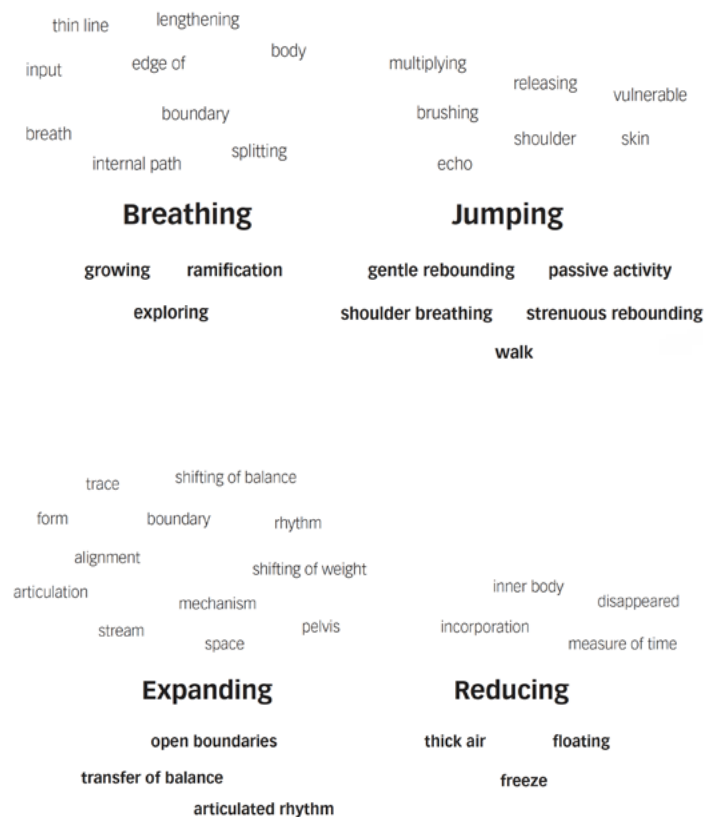 thin line
lengthening
input
edge of
body
breath
boundary
internal path
splitting
Breathing
growing ramification
exploring
multiplying
releasing
vulnerable
brushing
shoulder skin
echo
Jumping
gentle rebounding passive activity
shoulder breathing strenuous rebounding
walk
trace
shifting of balance
form
boundary
rhythm
alignment
shifting of weight
articulation
mechanism
stream
space
pelvis
Expanding
open boundaries
transfer of balance
articulated rhythm
inner body
disappeared
incorporation
measure of time
Reducing
thick air floating
freeze